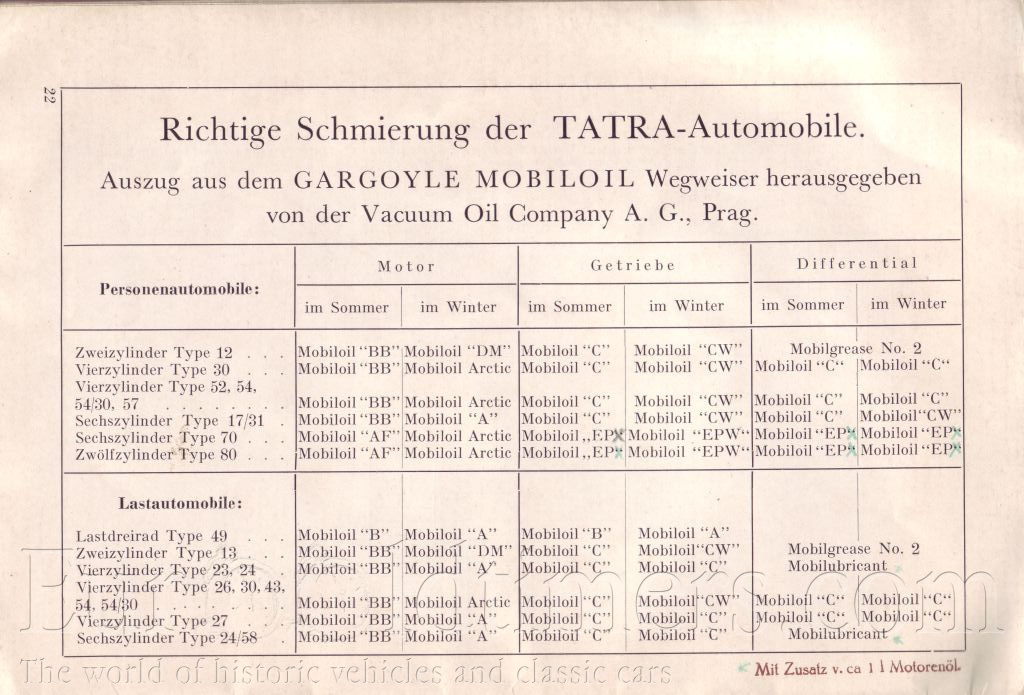 22
Richtige Schmierung der TATRA-Automobile.
Auszug aus dem GARGOYLE MOBILOIL Wegweiser herausgegeben
von der Vacuum Oil Company A. G., Prag.
Personenautomobile: Motor Getriebe Differential
im Sommer im Winter im Sommer im Winter im Sommer im Winter
Zweizylinder Type 12 . . . Mobiloil “BB” Mobiloil “DM” Mobiloil “C” Mobiloil “CW” Mobilgrease No. 2
Vierzylinder Type 30 . . . Mobiloil “BB” Mobiloil Arctic Mobiloil “C” Mobiloil “CW” Mobiloil “C“ Mobiloil “C“
Vierzylinder Type 52, 54,
54/30, 57 . . . . . . . . Mobiloil “BB” Mobiloil Arctic Mobiloil “C” Mobiloil “CW” Mobiloil “C” Mobiloil “C”
Sechszylinder Type 17/31 . Mobiloil “BB” Mobiloil “A” Mobiloil “C” Mobiloil “CW” Mobiloil “C” Mobiloil“CW”
Sechszylinder Type 70 . . . Mobiloil “AF” Mobiloil Arctic Mobiloil „EP” Mobiloil “EPW” Mobiloil “EP“ Mobiloil “EP“
Zwölfzylinder Type 80 . . . Mobiloil “AF” Mobiloil Arctic Mobiloil „EP” Mobiloil “EPW” Mobiloil “EP“ Mobiloil “EP“
Lastautomobile:
Lastdreirad Type 49 . . . Mobiloil “B” Mobiloil “A” Mobiloil “B” Mobiloil “A”
Zweizylinder Type 13 . . . Mobiloil “BB” Mobiloil “DM” Mobiloil “C” Mobiloil“CW” Mobilgrease No. 2
Vierzylinder Type 23, 24 . Mobiloil “BB” Mobiloil “A” Mobiloil “C” Mobiloil “C” Mobilubricant
Vierzylinder Type 26, 30, 43,
54, 54/30 . . . . . . . . Mobiloil “BB” Mobiloil Arctic Mobiloil “C” Mobiloil“CW” Mobiloil “C“ Mobiloil “C“
Vierzylinder Type 27 . Mobiloil “BB” Mobiloil “A” Mobiloil “C” Mobiloil “C” Mobiloil “C“ Mobiloil “C“
Sechszylinder Type 24/58 . Mobiloil “BB” Mobiloil “A” Mobiloil “C” Mobiloil “C” Mobilubricant
The world of historic vehicles and classic cars
Mit Zusatz v. ca 1 l Motorenöl.